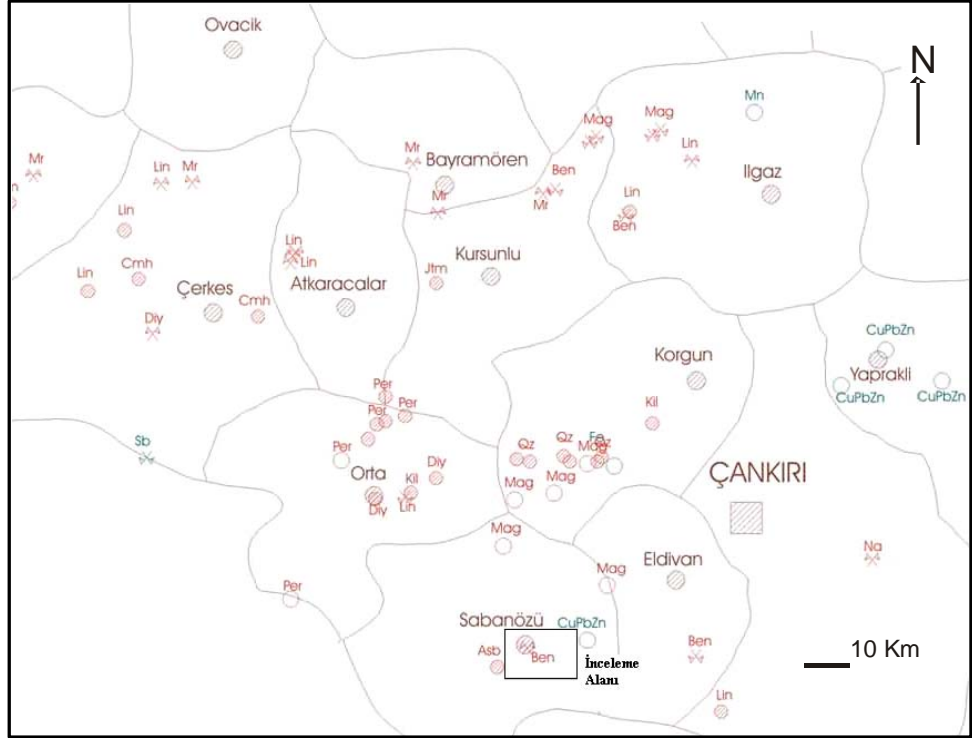 Ovacik
N
Mn
Mag
Mag
Lin
Mr
Mr
Lin
Mr
Bayramören
Ben
Ilgaz
n
Mr
Mr
Lin
Ben
Lin
Lin
Lin
Kursunlu
Cmh
Lin
Jtm
Atkaracalar
Çerkes
Cmh
Diy
CuPbZn
Korgun
Yaprakli
CuPbZn
CuPbZn
Per
Per
Per
Kil
Sb
Per
Qz
Qz
Fe
Qz
Mag
Orta
Diy
Kil
Mag
Mag
ÇANKIRI
Diy
Lin
Mag
Na
Eldivan
Mag
Per
Sabanözü
CuPbZn
Asb
Ben
İnceleme
Alanı
Ben
10 Km
Lin